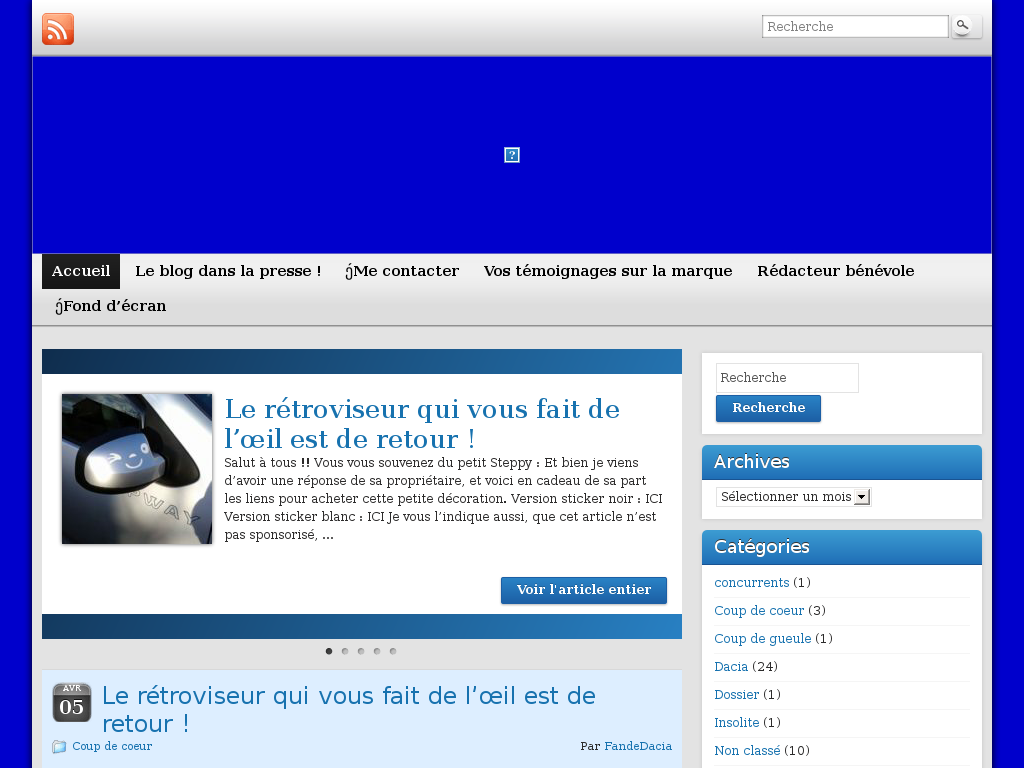 Recherche
Accueil
Le blog dans la presse !
Me contacter
Vos témoignages sur la marque
Rédacteur bénévole
Fond d’écran
Le rétroviseur qui vous fait de
l’œil est de retour !
Salut à tous !! Vous vous souvenez du petit Steppy : Et bien je viens
d’avoir une réponse de sa propriétaire, et voici en cadeau de sa part
les liens pour acheter cette petite décoration. Version sticker noir : ICI
Version sticker blanc : ICI Je vous l’indique aussi, que cet article n’est
pas sponsorisé, ...
Voir l'article entier
AVR
05
Le rétroviseur qui vous fait de l’œil est de
retour !
Coup de coeur
Par FandeDacia
Recherche
Recherche
Archives
Sélectionner un mois
Catégories
concurrents (1)
Coup de coeur (3)
Coup de gueule (1)
Dacia (24)
Dossier (1)
Insolite (1)
Non classé (10)